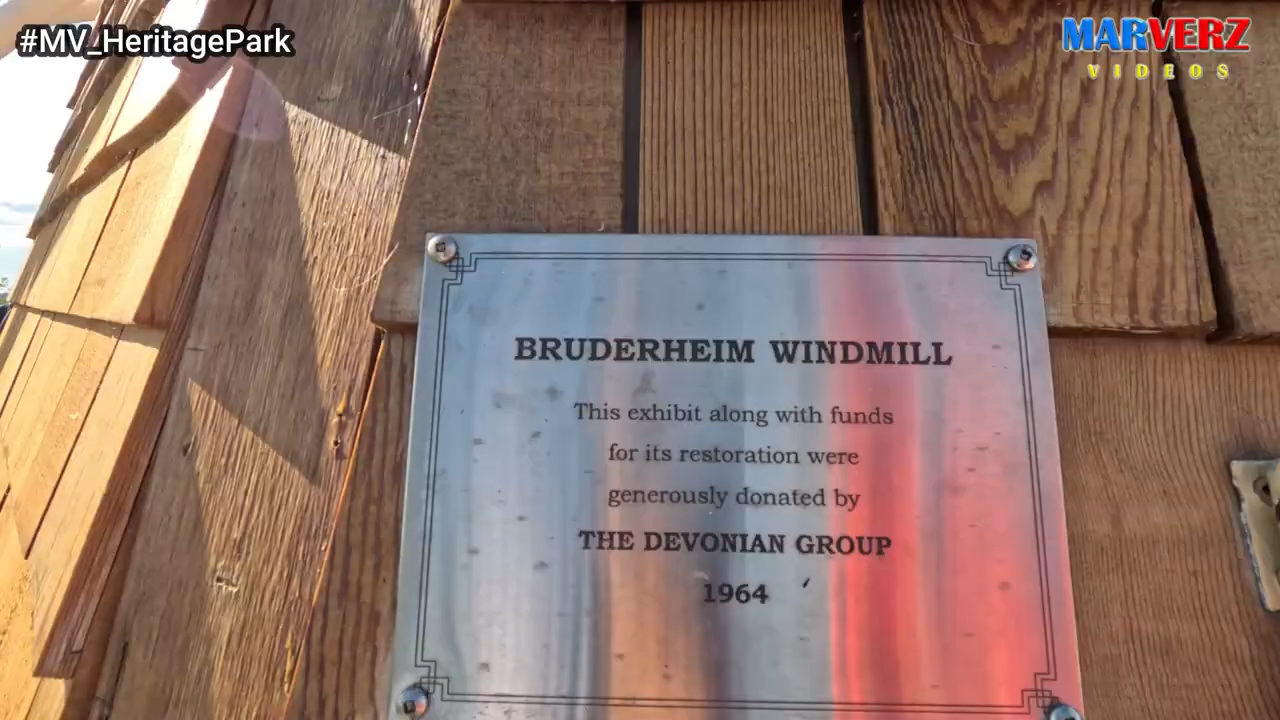 #MV_HeritagePark
MARVERZ
VIDEOS
BRUDERHEIM WINDMILL
This exhibit along with funds
for its restoration were
generously donated by
THE DEVONIAN GROUP
1964